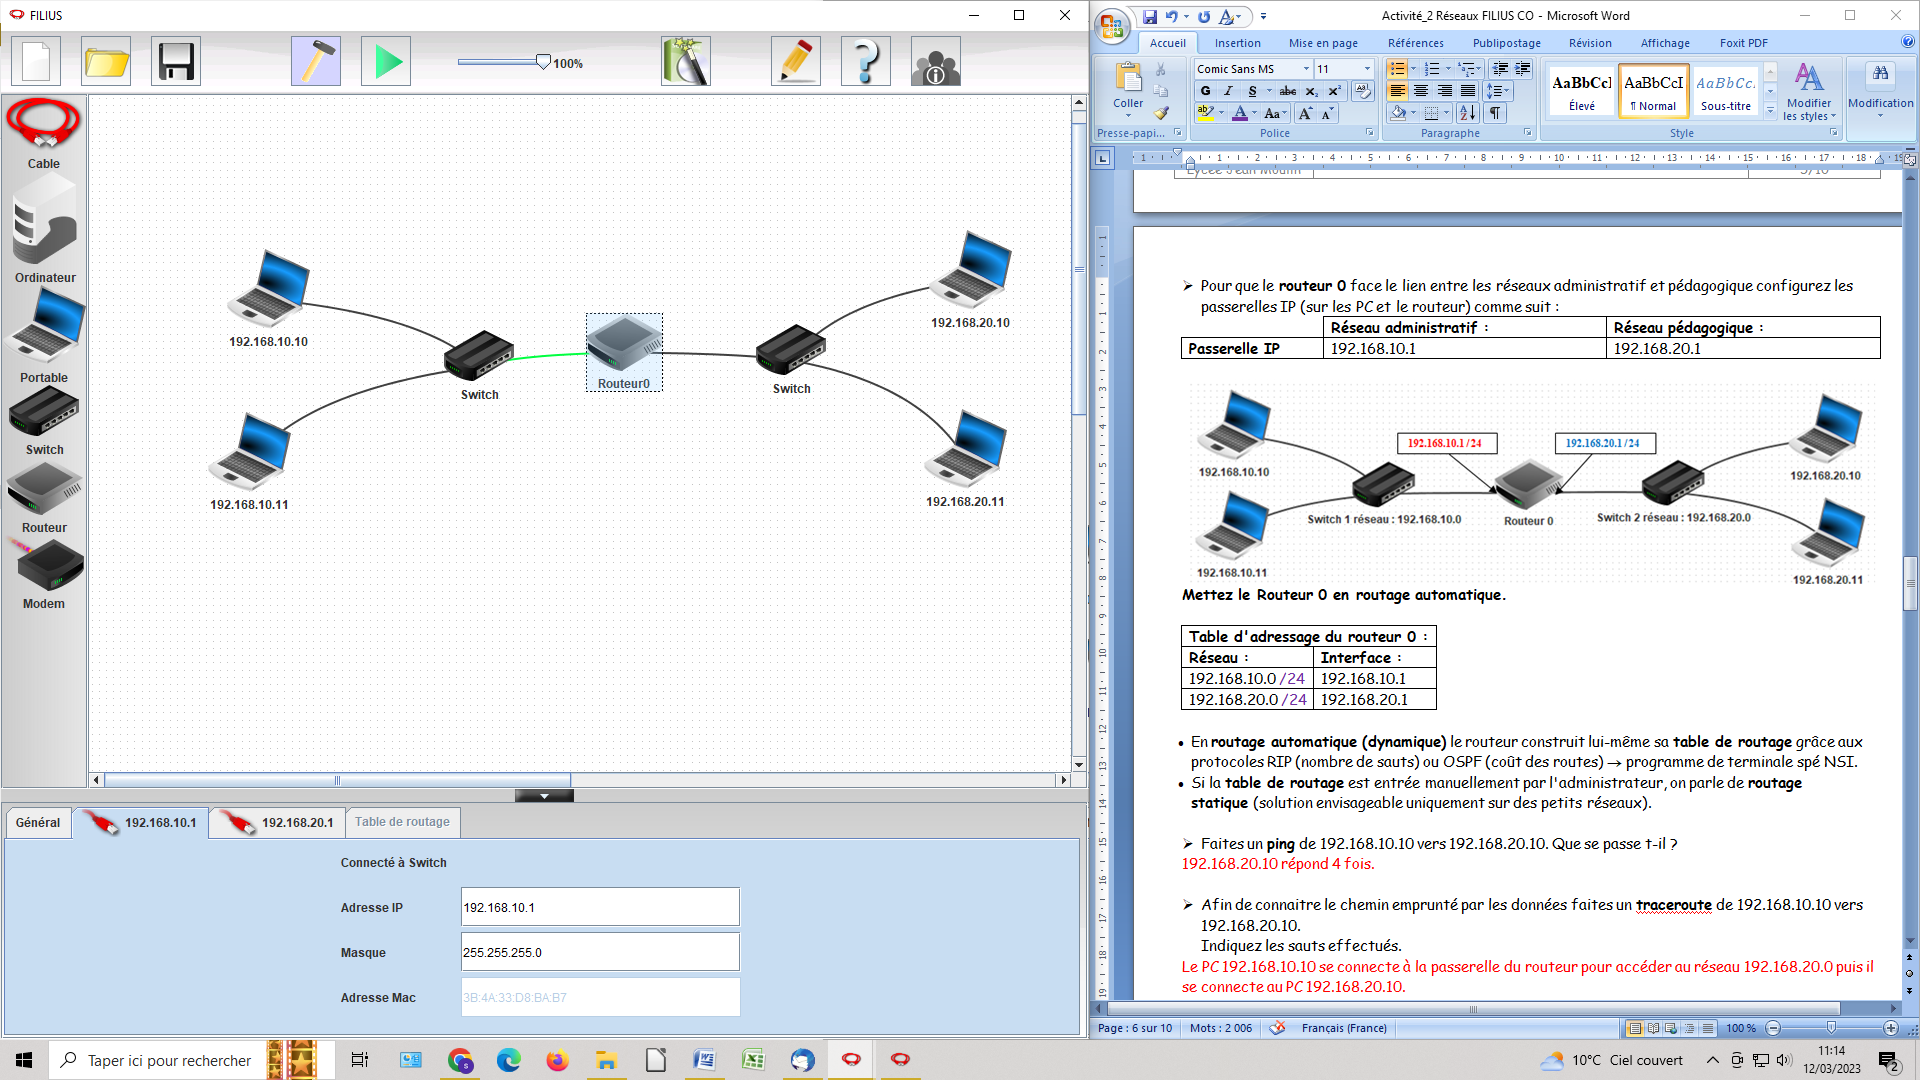 FILIUS
100%
Cable
Ordinateur
Portable
Switch
Routeur
Modem
192.168.10.10
192.168.10.11
Switch
Routeur0
Switch
192.168.20.10
192.168.20.11
Général
192.168.10.1
192.168.20.1
Table de routage
Connecté à Switch
Adresse IP
192.168.10.1
Masque
255.255.255.0
Adresse Mac
3B:4A:33:D8:BA:B7
Activité_2 Réseaux FILIUS CO - Microsoft Word
Accueil Insertion Mise en page Références Publipostage Révision Affichage Foxit PDF
Coller
Presse-papi...
Comic Sans MS 11
G I S abc x₂ x²
ab A Aa A A
Police
Paragraphe
AaBbCcI AaBbCcI AaBbCc.
Élevé ¶ Normal Sous-titre
Style
Modifier
les styles
Modification
Lycée Jean Moulin 5/10
➢ Pour que le routeur 0 face le lien entre les réseaux administratif et pédagogique configurez les
passerelles IP (sur les PC et le routeur) comme suit :
Réseau administratif : Réseau pédagogique :
Passerelle IP 192.168.10.1 192.168.20.1
192.168.10.1 /24 192.168.20.1 /24
192.168.10.10 192.168.20.10
Switch 1 réseau : 192.168.10.0 Routeur 0 Switch 2 réseau : 192.168.20.0
192.168.10.11 192.168.20.11
Mettez le Routeur 0 en routage automatique.
Table d'adressage du routeur 0 :
Réseau : Interface :
192.168.10.0 /24 192.168.10.1
192.168.20.0 /24 192.168.20.1
• En routage automatique (dynamique) le routeur construit lui-même sa table de routage grâce aux
protocoles RIP (nombre de sauts) ou OSPF (coût des routes) → programme de terminale spé NSI.
• Si la table de routage est entrée manuellement par l'administrateur, on parle de routage
statique (solution envisageable uniquement sur des petits réseaux).
➢ Faites un ping de 192.168.10.10 vers 192.168.20.10. Que se passe t-il ?
192.168.20.10 répond 4 fois.
➢ Afin de connaitre le chemin emprunté par les données faites un traceroute de 192.168.10.10 vers
192.168.20.10.
Indiquez les sauts effectués.
Le PC 192.168.10.10 se connecte à la passerelle du routeur pour accéder au réseau 192.168.20.0 puis il
se connecte au PC 192.168.20.10.
Page : 6 sur 10 Mots : 2 006 Français (France) 100 %
Taper ici pour rechercher
10°C Ciel couvert
11:14
12/03/2023
2